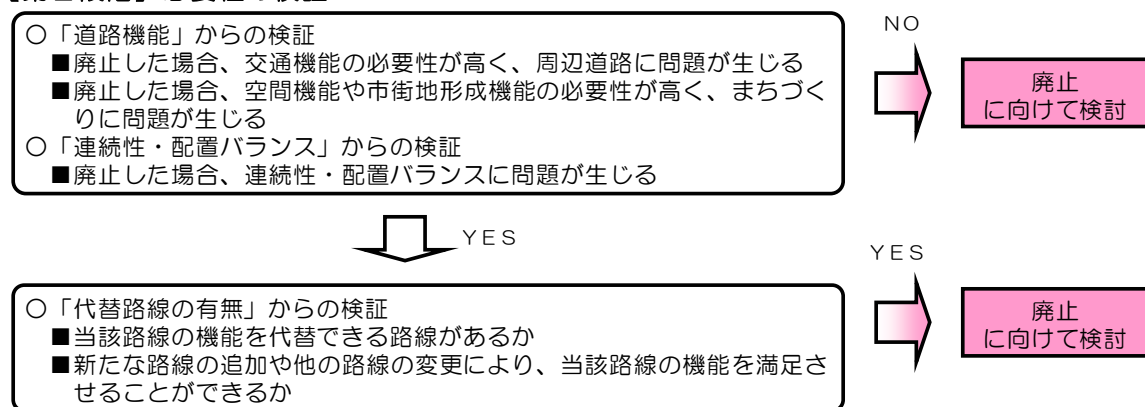 〇「道路機能」からの検証
■廃止した場合、交通機能の必要性が高く、周辺道路に問題が生じる
■廃止した場合、空間機能や市街地形成機能の必要性が高く、まちづく
りに問題が生じる
〇「連続性・配置バランス」からの検証
■廃止した場合、連続性・配置バランスに問題が生じる
ＮＯ
廃止
に向けて検討
ＹＥＳ
ＹＥＳ
〇「代替路線の有無」からの検証
■当該路線の機能を代替できる路線があるか
■新たな路線の追加や他の路線の変更により、当該路線の機能を満足さ
せることができるか
廃止
に向けて検討